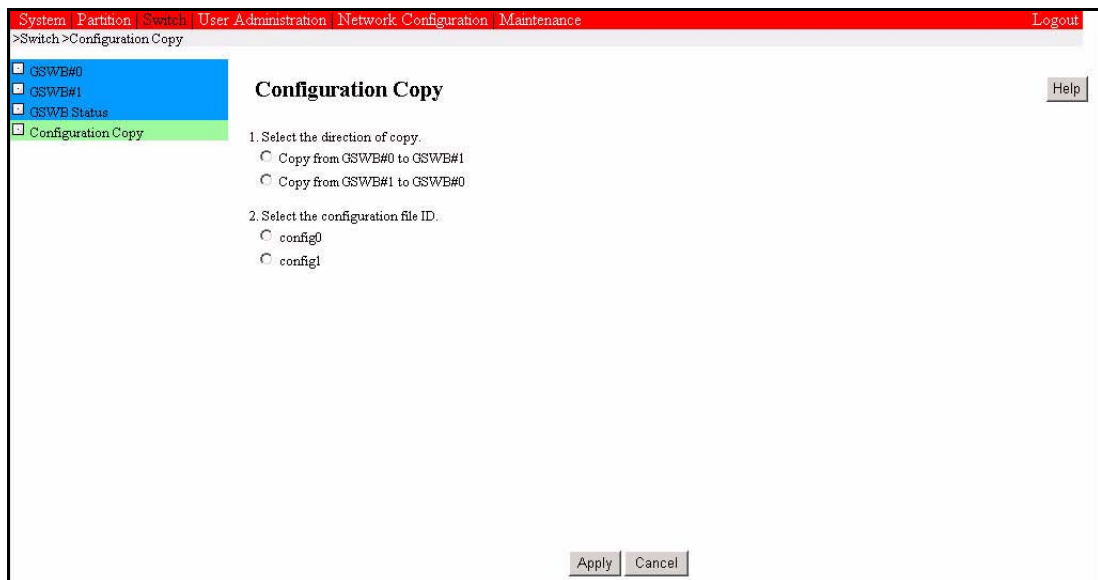 System | Partition | Switch | User Administration | Network Configuration | Maintenance Logout
>Switch >Configuration Copy
GSWB#0
GSWB#1
GSWB Status
Configuration Copy
Configuration Copy
Help
1. Select the direction of copy.
Copy from GSWB#0 to GSWB#1
Copy from GSWB#1 to GSWB#0
2. Select the configuration file ID.
config0
config1
Apply Cancel